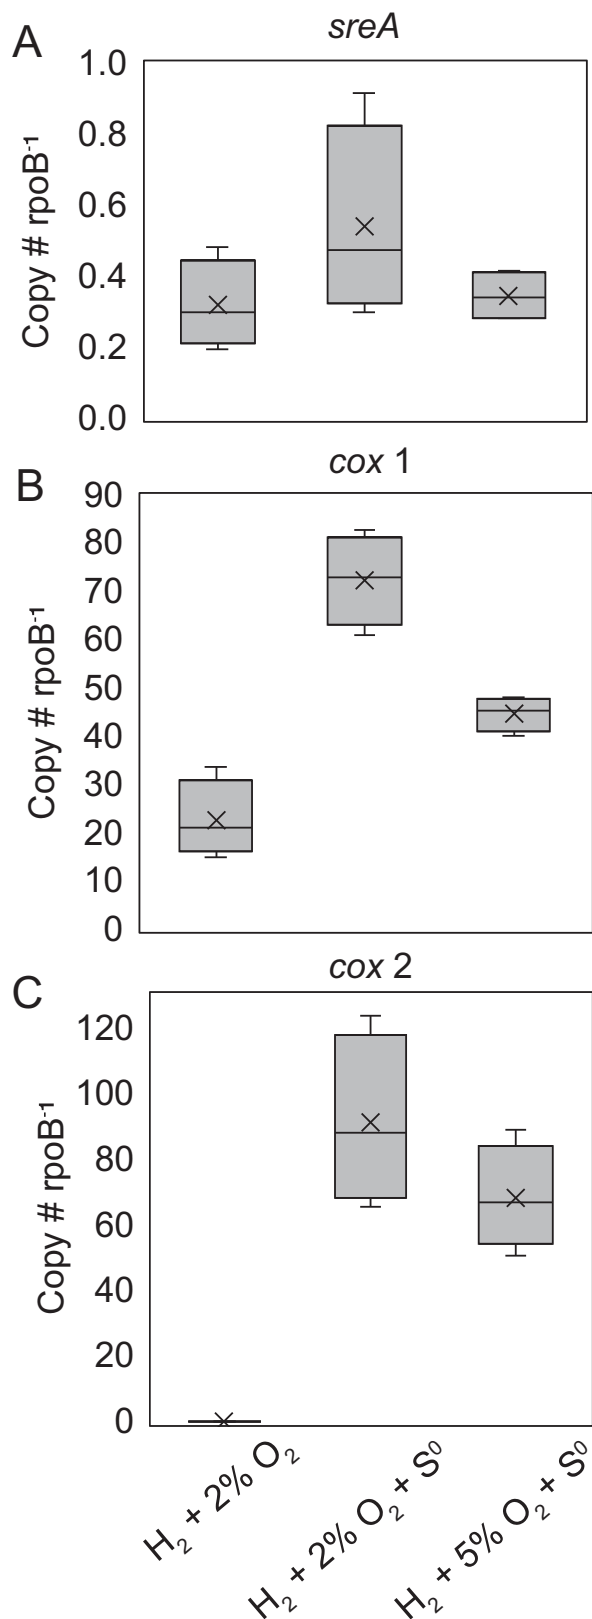 A
sreA
1.0
0.8
0.6
0.4
0.2
0.0
Copy # rpoB⁻¹
B
cox 1
90
80
70
60
50
40
30
20
10
0
Copy # rpoB⁻¹
C
cox 2
120
100
80
60
40
20
0
Copy # rpoB⁻¹
H₂ + 2% O₂
H₂ + 2% O₂ + S⁰
H₂ + 5% O₂ + S⁰